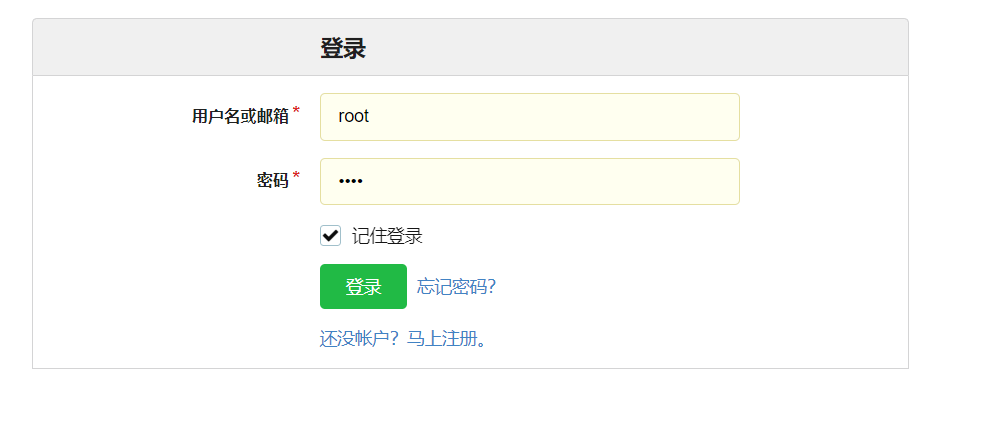 登录
用户名或邮箱 *
root
密码 *
••••
记住登录
登录 忘记密码?
还没帐户? 马上注册。